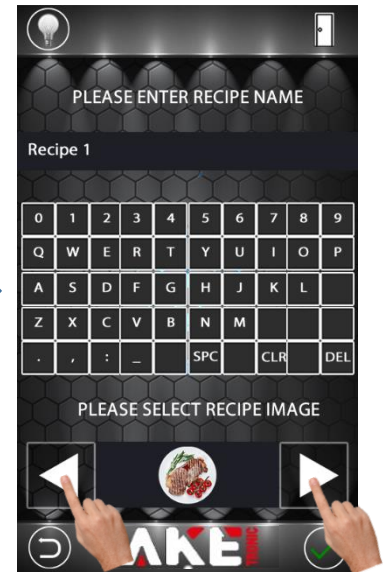 PLEASE ENTER RECIPE NAME
Recipe 1
0 1 2 3 4 5 6 7 8 9
Q W E R T Y U I O P
A S D F G H J K L
Z X C V B N M
. , : _ SPC CLR DEL
PLEASE SELECT RECIPE IMAGE
AKE
TEHNIC